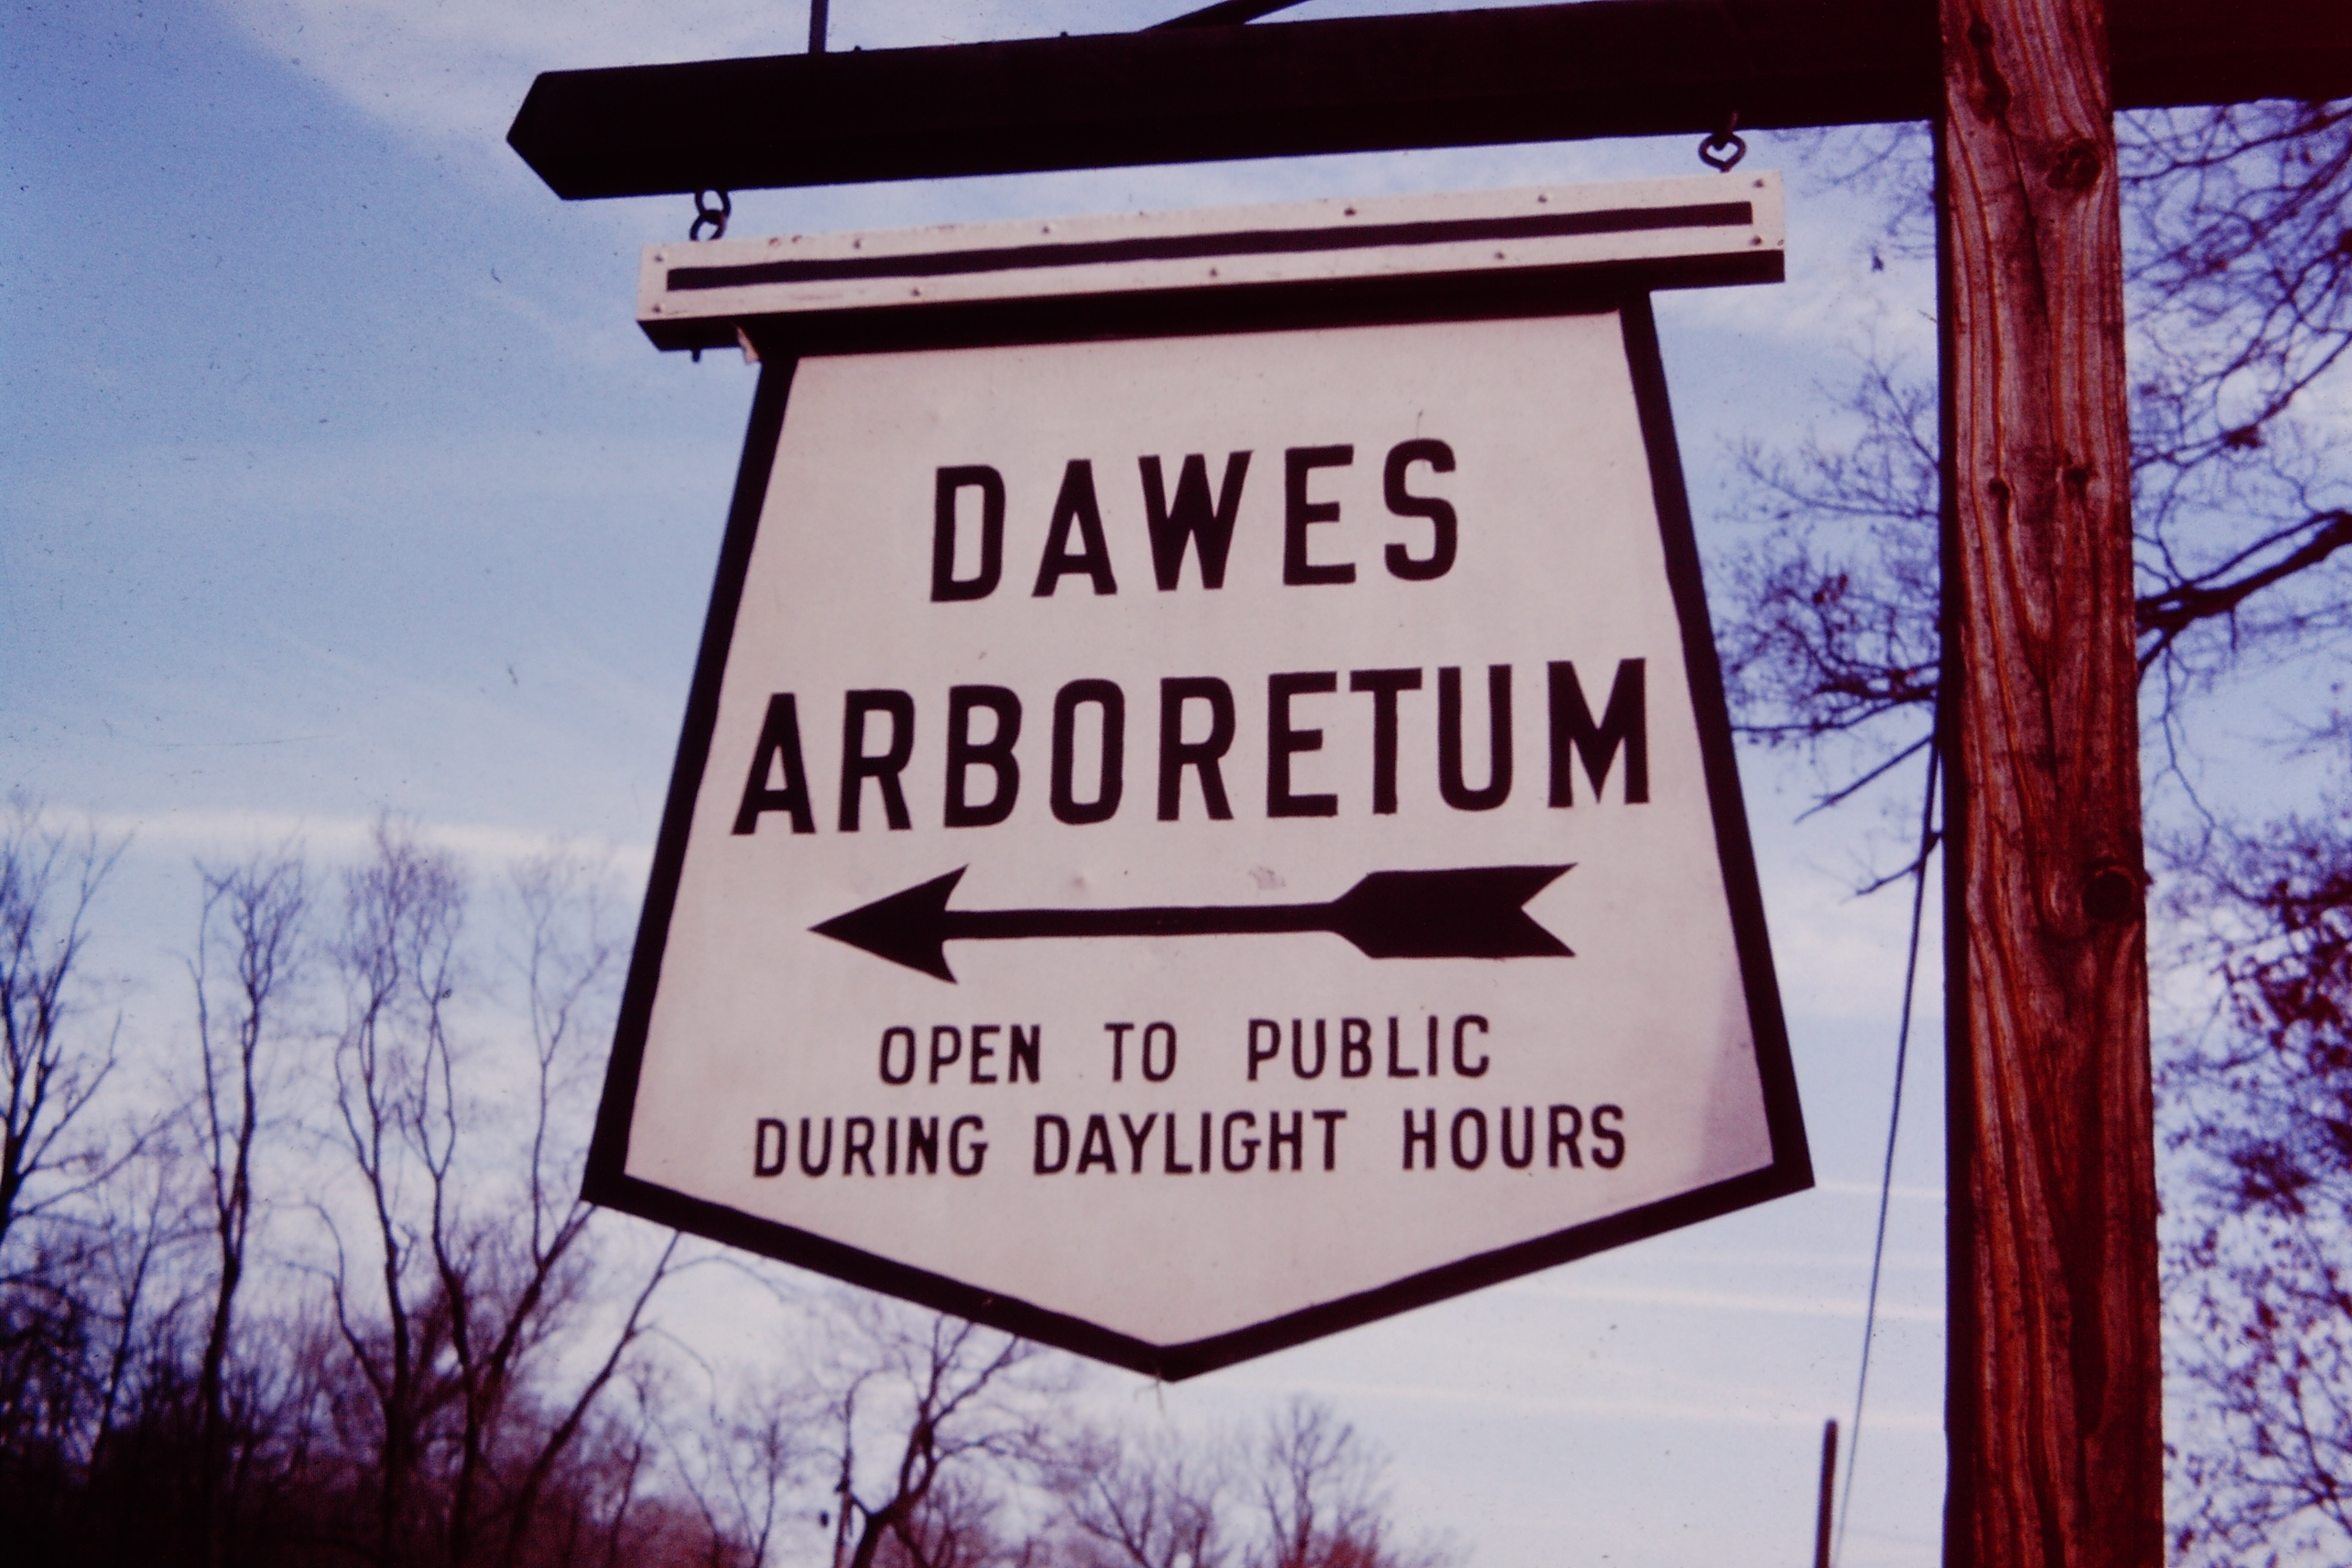 DAWES
ARBORETUM
OPEN TO PUBLIC
DURING DAYLIGHT HOURS